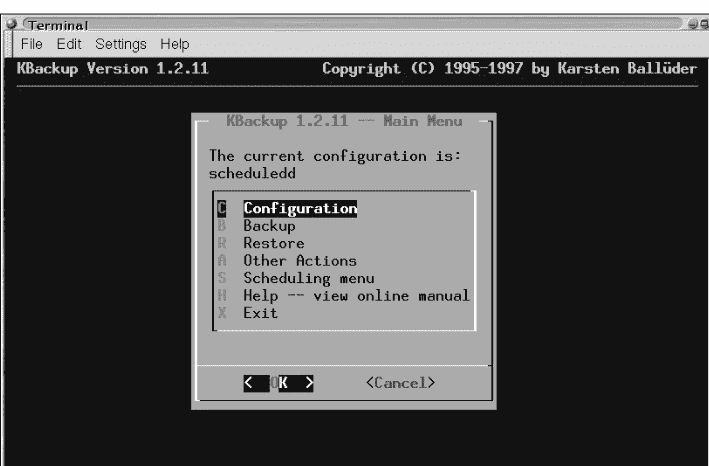 Terminal
File Edit Settings Help
KBackup Version 1.2.11 Copyright (C) 1995-1997 by Karsten Ballüder
KBackup 1.2.11 -- Main Menu
The current configuration is:
scheduledd
C Configuration
B Backup
R Restore
A Other Actions
S Scheduling menu
H Help -- view online manual
X Exit
< OK > <Cancel>